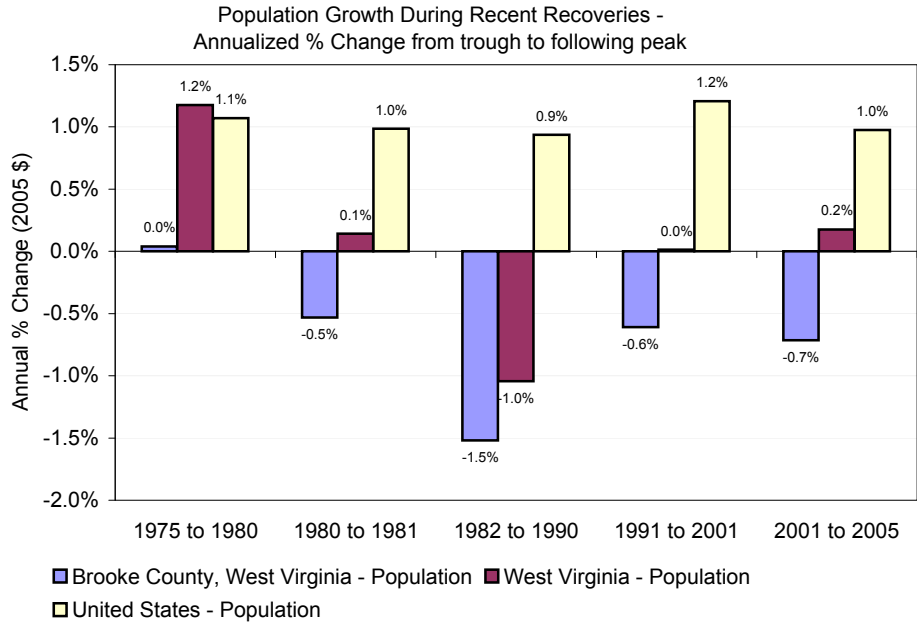 Population Growth During Recent Recoveries -
Annualized % Change from trough to following peak
Annual % Change (2005 $)
1.5%
1.0%
0.5%
0.0%
-0.5%
-1.0%
-1.5%
-2.0%
0.0%
1.2%
1.1%
-0.5%
0.1%
1.0%
-1.5%
-1.0%
0.9%
-0.6%
0.0%
1.2%
-0.7%
0.2%
1.0%
1975 to 1980
1980 to 1981
1982 to 1990
1991 to 2001
2001 to 2005
Brooke County, West Virginia - Population
West Virginia - Population
United States - Population